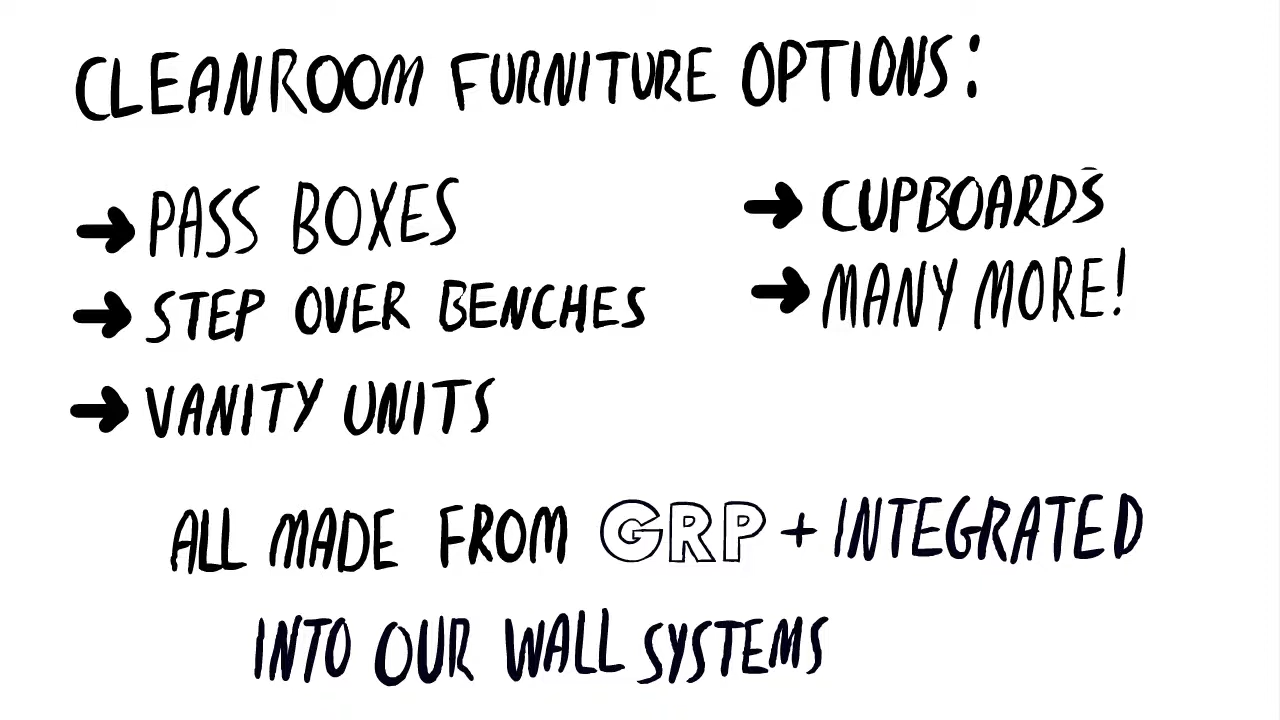 CLEANROOM FURNITURE OPTIONS:
➜ PASS BOXES
➜ STEP OVER BENCHES
➜ VANITY UNITS
➜ CUPBOARDS
➜ MANY MORE!
ALL MADE FROM GRP + INTEGRATED
INTO OUR WALL SYSTEMS